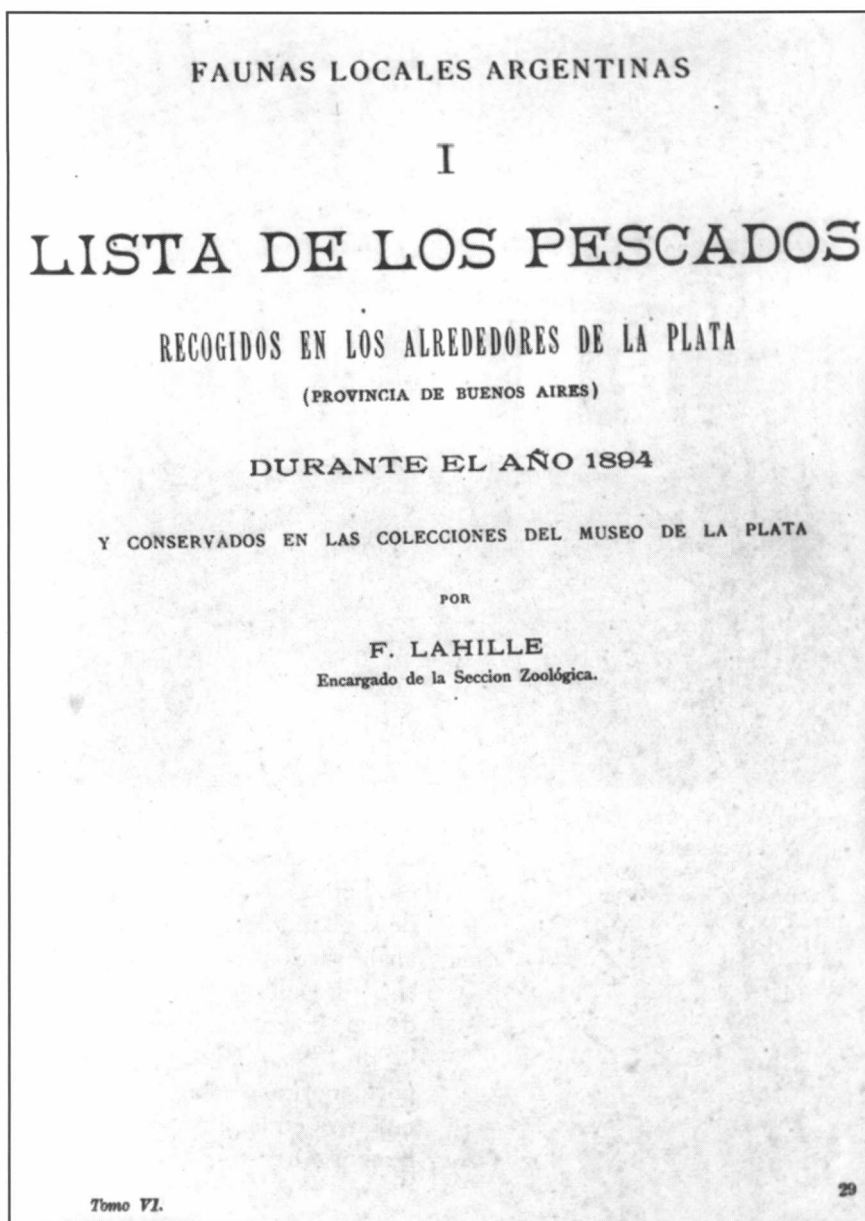 FAUNAS LOCALES ARGENTINAS
I
LISTA DE LOS PESCADOS
RECOGIDOS EN LOS ALREDEDORES DE LA PLATA
(PROVINCIA DE BUENOS AIRES)
DURANTE EL AÑO 1894
Y CONSERVADOS EN LAS COLECCIONES DEL MUSEO DE LA PLATA
POR
F. LAHILLE
Encargado de la Seccion Zoológica.
Tomo VI.
29